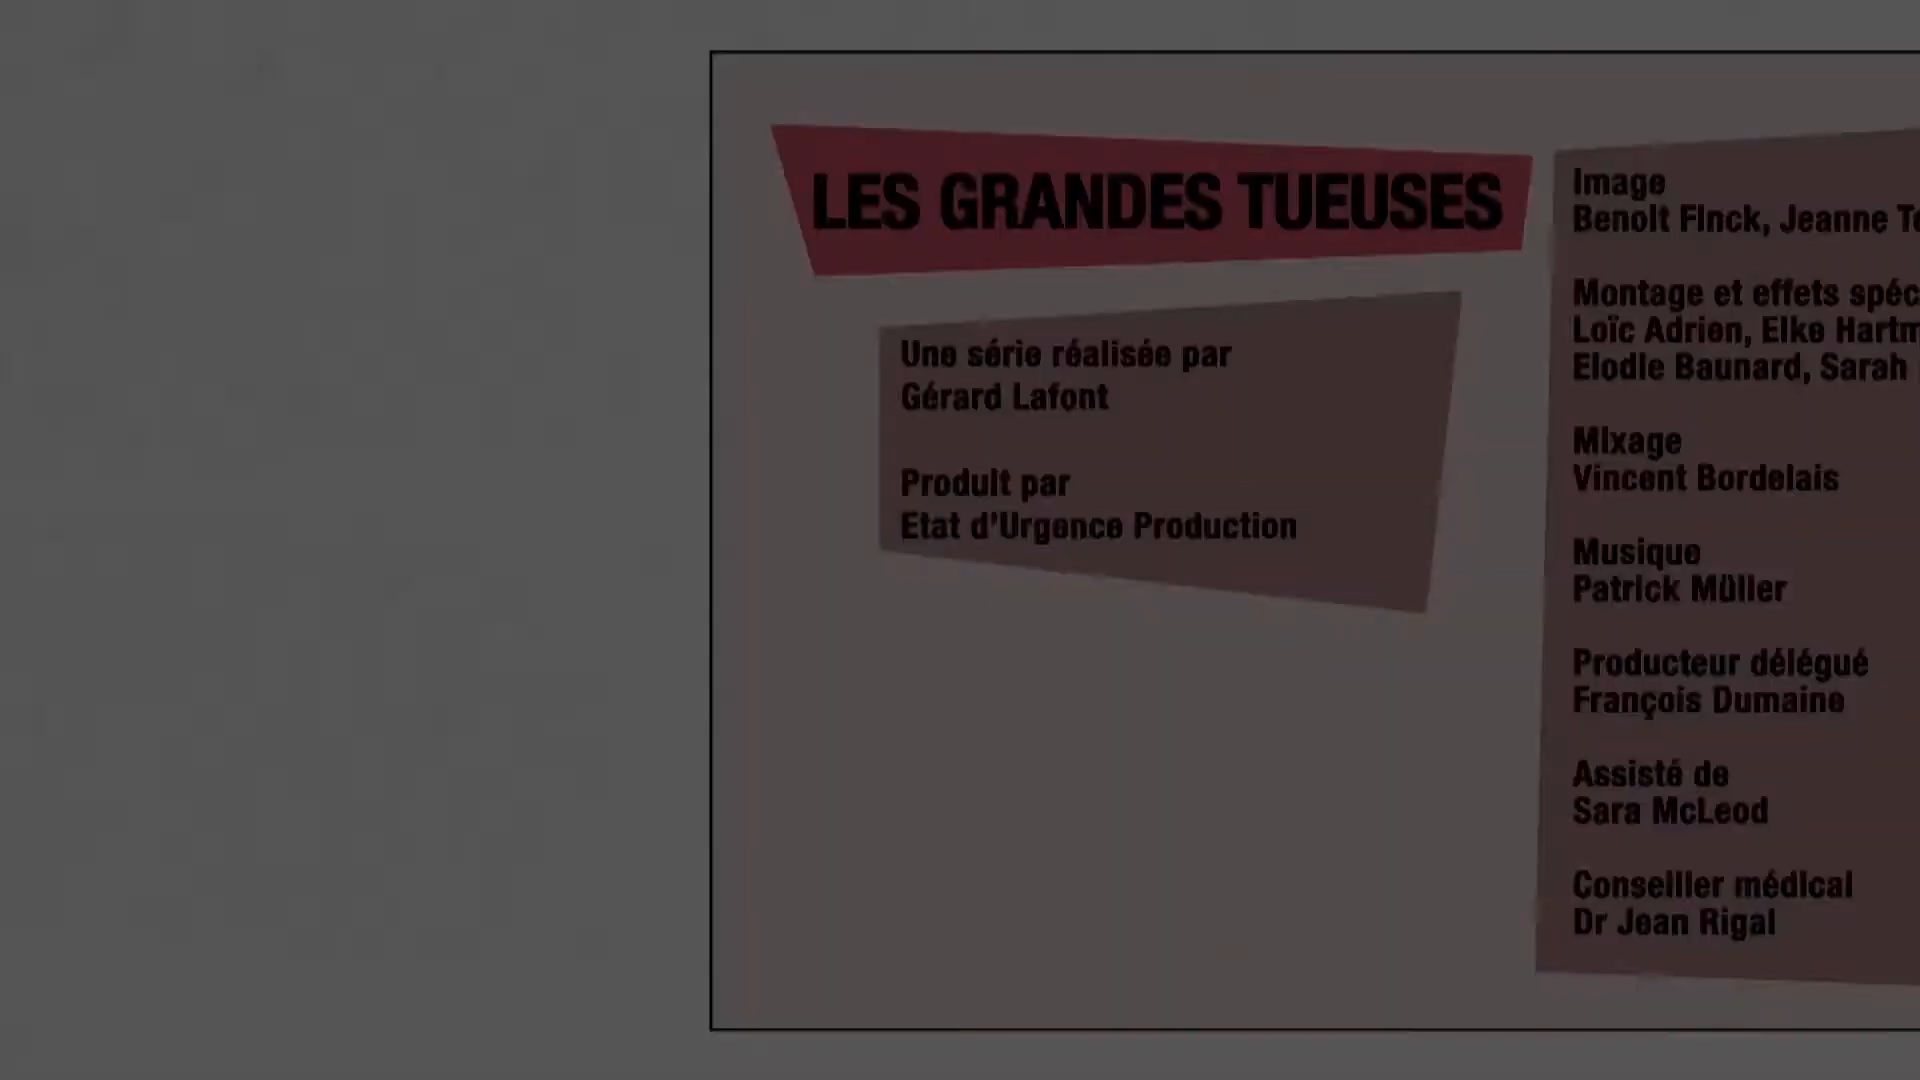 LES GRANDES TUEUSES
Une série réalisée par
Gérard Lafont
Produit par
Etat d'Urgence Production
Image
Benoit Finck, Jeanne
Montage et effets
Loïc Adrien, Elke
Elodie Baunard, Sarah
Mixage
Vincent Bordelais
Musique
Patrick Müller
Producteur délégué
François Dumaine
Assisté de
Sara McLeod
Conseiller médical
Dr Jean Rigal